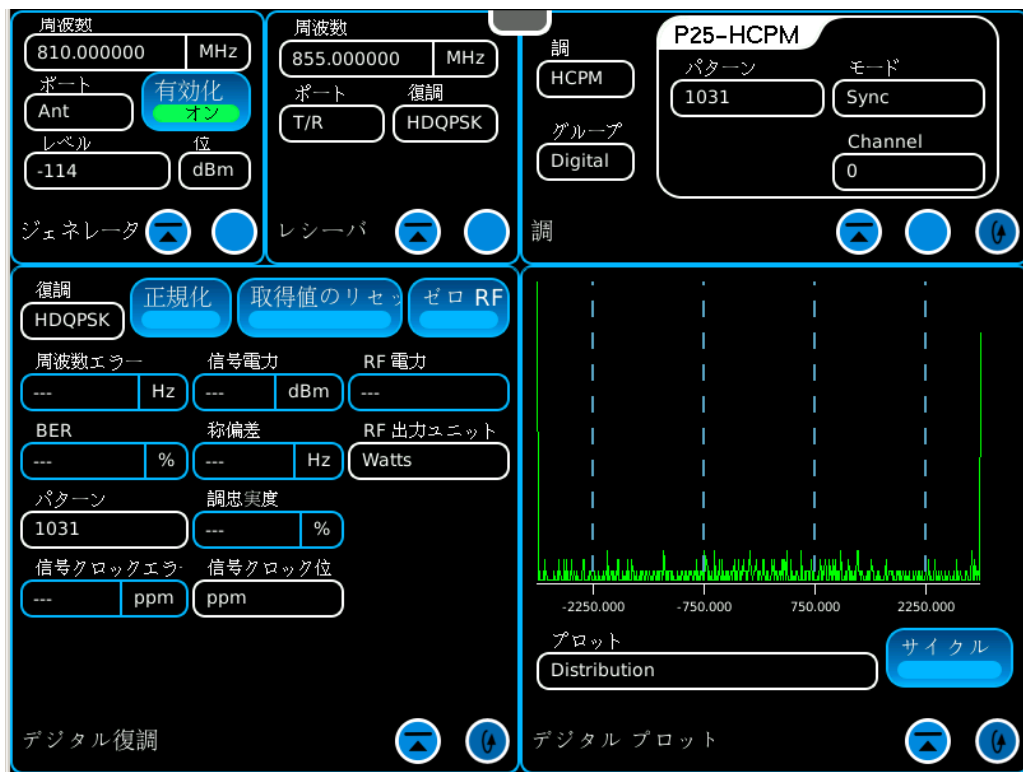 周波数
810.000000 MHz
ポート
有効化
オン
Ant
レベル 位
-114 dBm
ジェネレータ
周波数
855.000000 MHz
ポート 復調
T/R HDQPSK
レシーバ
調
HCPM
グループ
Digital
P25-HCPM
パターン モード
1031 Sync
Channel
0
調
復調
HDQPSK
正規化
取得値のリセッ
ゼロ RF
周波数エラー 信号電力 RF 電力
--- Hz --- dBm ---
BER 称偏差 RF 出力ユニット
--- % --- Hz Watts
パターン 調忠実度
1031 --- %
信号クロックエラ 信号クロック位
--- ppm ppm
デジタル復調
-2250.000 -750.000 750.000 2250.000
プロット
Distribution
サイクル
デジタル プロット